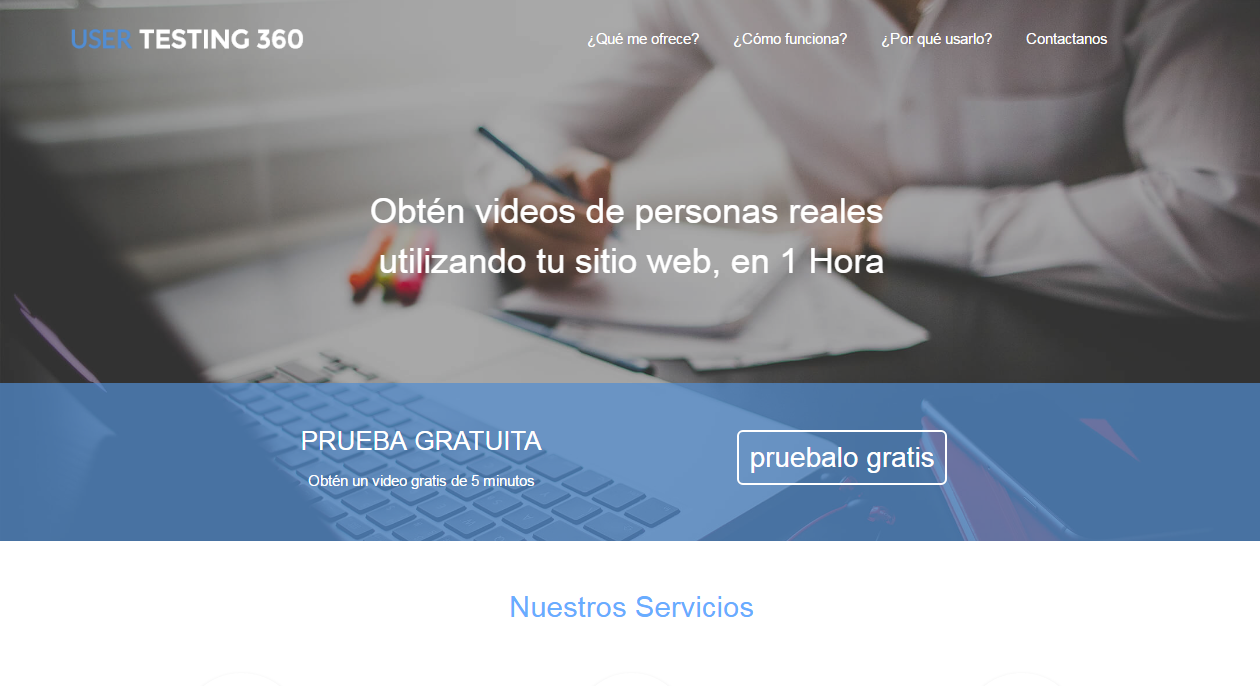 USER TESTING 360
¿Qué me ofrece?
¿Cómo funciona?
¿Por qué usarlo?
Contactanos
Obtén videos de personas reales
utilizando tu sitio web, en 1 Hora
PRUEBA GRATUITA
Obtén un video gratis de 5 minutos
pruebalo gratis
Nuestros Servicios